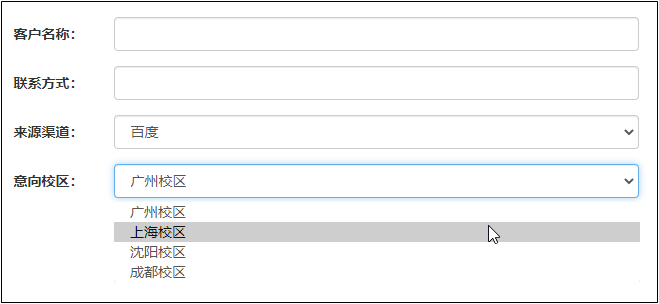 客户名称：
联系方式：
来源渠道： 百度
意向校区： 广州校区
广州校区
上海校区
沈阳校区
成都校区